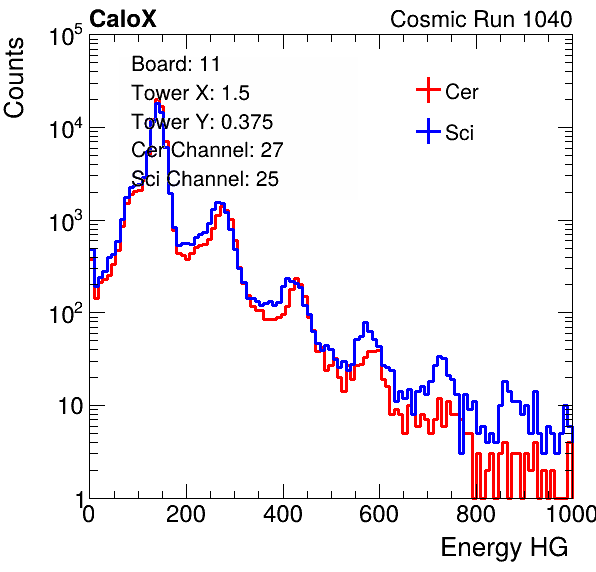 CaloX Cosmic Run 1040
Counts
Board: 11
Tower X: 1.5
Tower Y: 0.375
Cer Channel: 27
Sci Channel: 25
Cer
Sci
10^5
10^4
10^3
10^2
10
1
0 200 400 600 800 1000
Energy HG